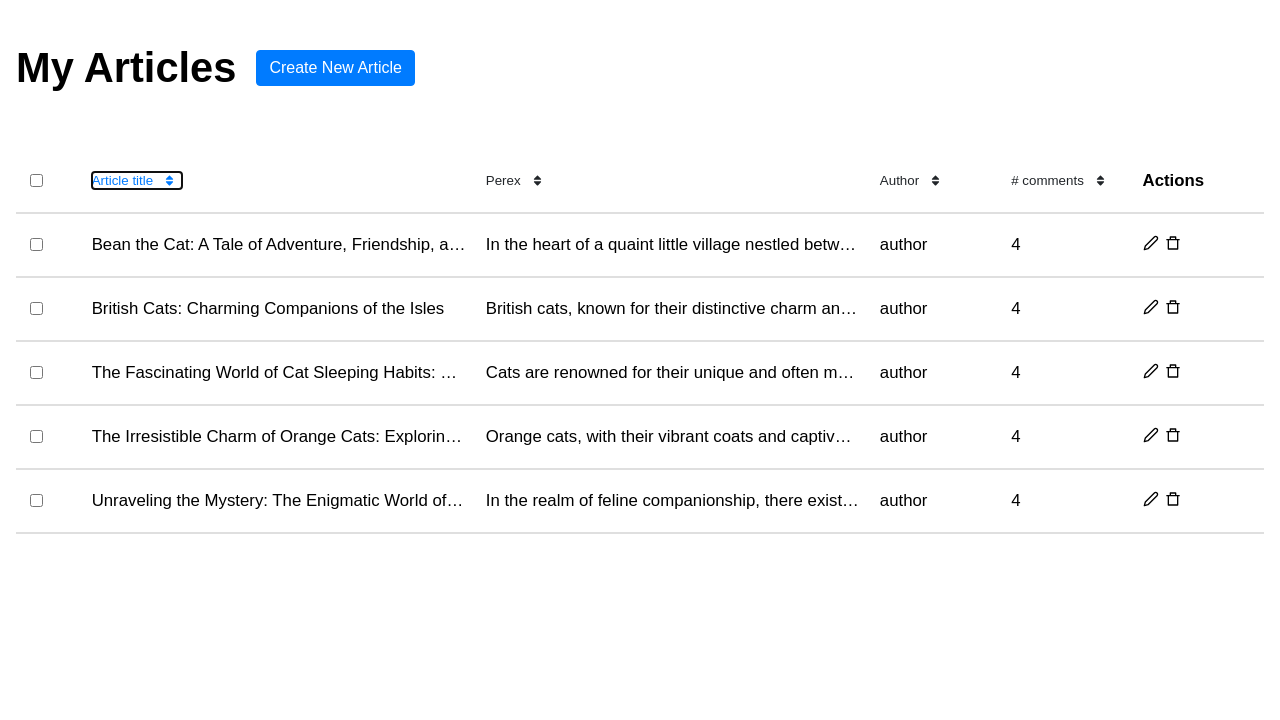 My Articles Create New Article
Article title Perex Author # comments Actions
Bean the Cat: A Tale of Adventure, Friendship, a… In the heart of a quaint little village nestled betw… author 4
British Cats: Charming Companions of the Isles British cats, known for their distinctive charm an… author 4
The Fascinating World of Cat Sleeping Habits: … Cats are renowned for their unique and often m… author 4
The Irresistible Charm of Orange Cats: Explorin… Orange cats, with their vibrant coats and captiv… author 4
Unraveling the Mystery: The Enigmatic World of… In the realm of feline companionship, there exist… author 4